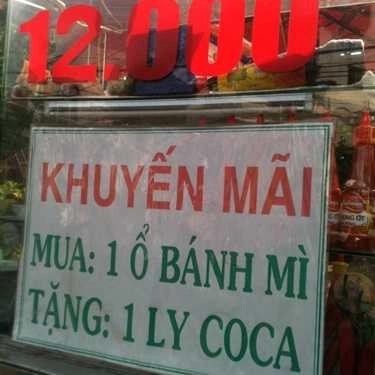 12.000
KHUYẾN MÃI
MUA: 1 Ổ BÁNH MÌ
TẶNG: 1 LY COCA